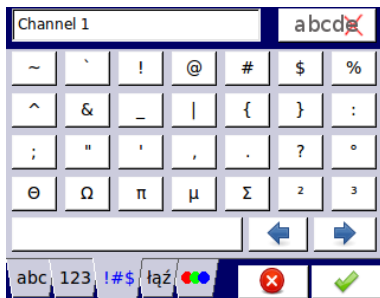 Channel 1 abcde
~ ` ! @ # $ %
^ & _ | { } :
; " ' , . ? °
Θ Ω π μ Σ ² ³
abc 123 !#$ łąź